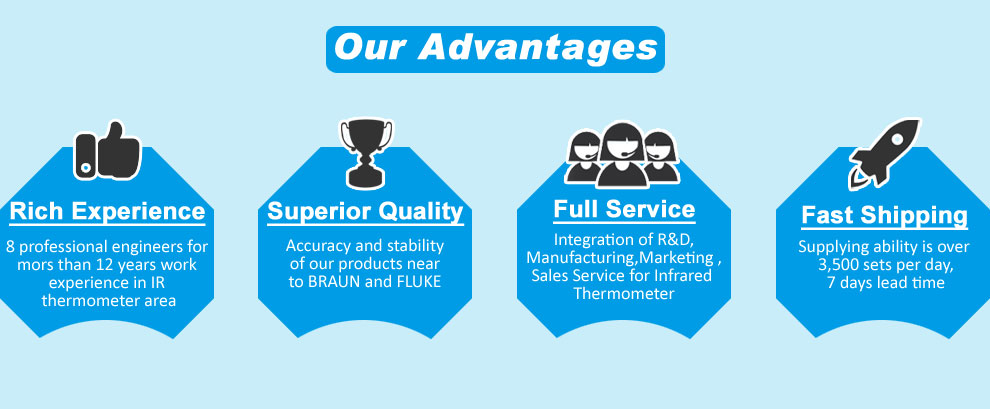 Our Advantages
Rich Experience
8 professional engineers for
mors than 12 years work
experience in IR
thermometer area
Superior Quality
Accuracy and stability
of our products near
to BRAUN and FLUKE
Full Service
Integration of R&D,
Manufacturing,Marketing ,
Sales Service for Infrared
Thermometer
Fast Shipping
Supplying ability is over
3,500 sets per day,
7 days lead time